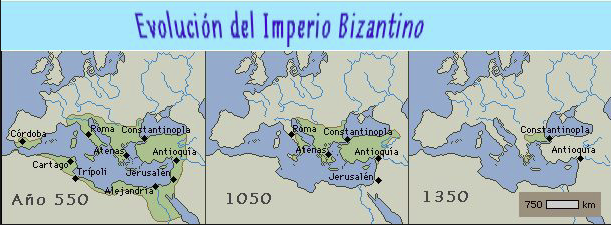 Evolución del Imperio Bizantino
Córdoba
Roma
Constantinopla
Atenas
Antioquía
Cartago
Trípoli
Jerusalén
Alejandría
Año 550
Roma
Constantinopla
Atenas
Antioquía
Jerusalén
1050
Constantinopla
Antioquía
1350
750 km